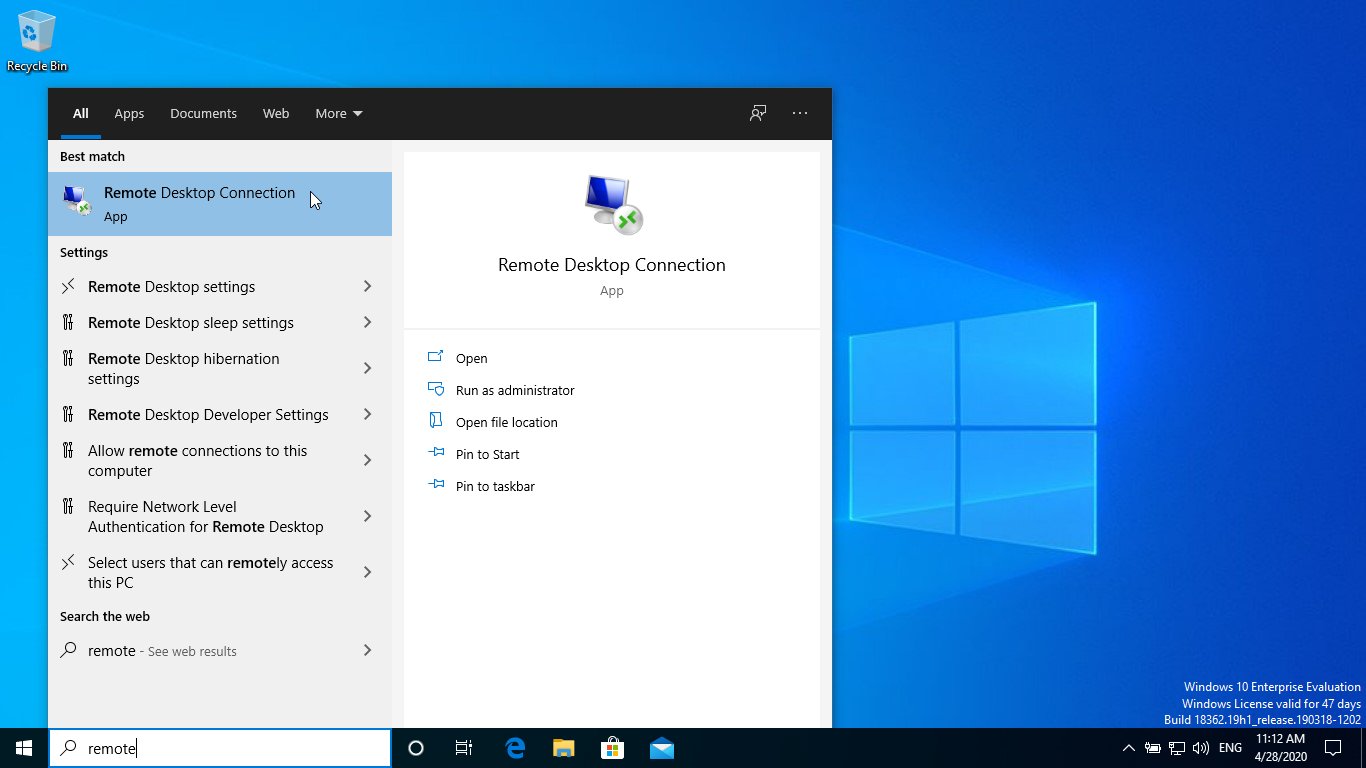 Recycle Bin
All Apps Documents Web More
Best match
Remote Desktop Connection
App
Settings
Remote Desktop settings
Remote Desktop sleep settings
Remote Desktop hibernation
settings
Remote Desktop Developer Settings
Allow remote connections to this
computer
Require Network Level
Authentication for Remote Desktop
Select users that can remotely access
this PC
Search the web
remote - See web results
Remote Desktop Connection
App
Open
Run as administrator
Open file location
Pin to Start
Pin to taskbar
Windows 10 Enterprise Evaluation
Windows License valid for 47 days
Build 18362.19h1_release.190318-1202
remote
ENG
11:12 AM
4/28/2020